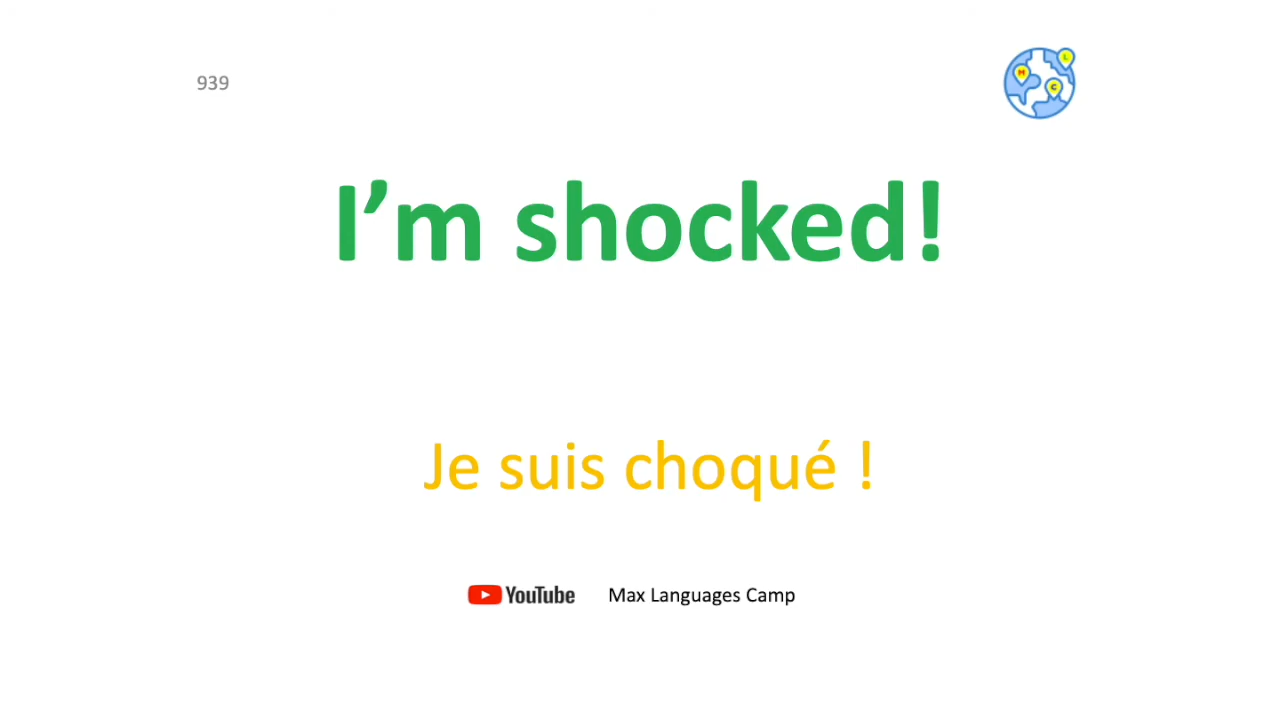 939
M
L
C
I’m shocked!
Je suis choqué !
YouTube Max Languages Camp